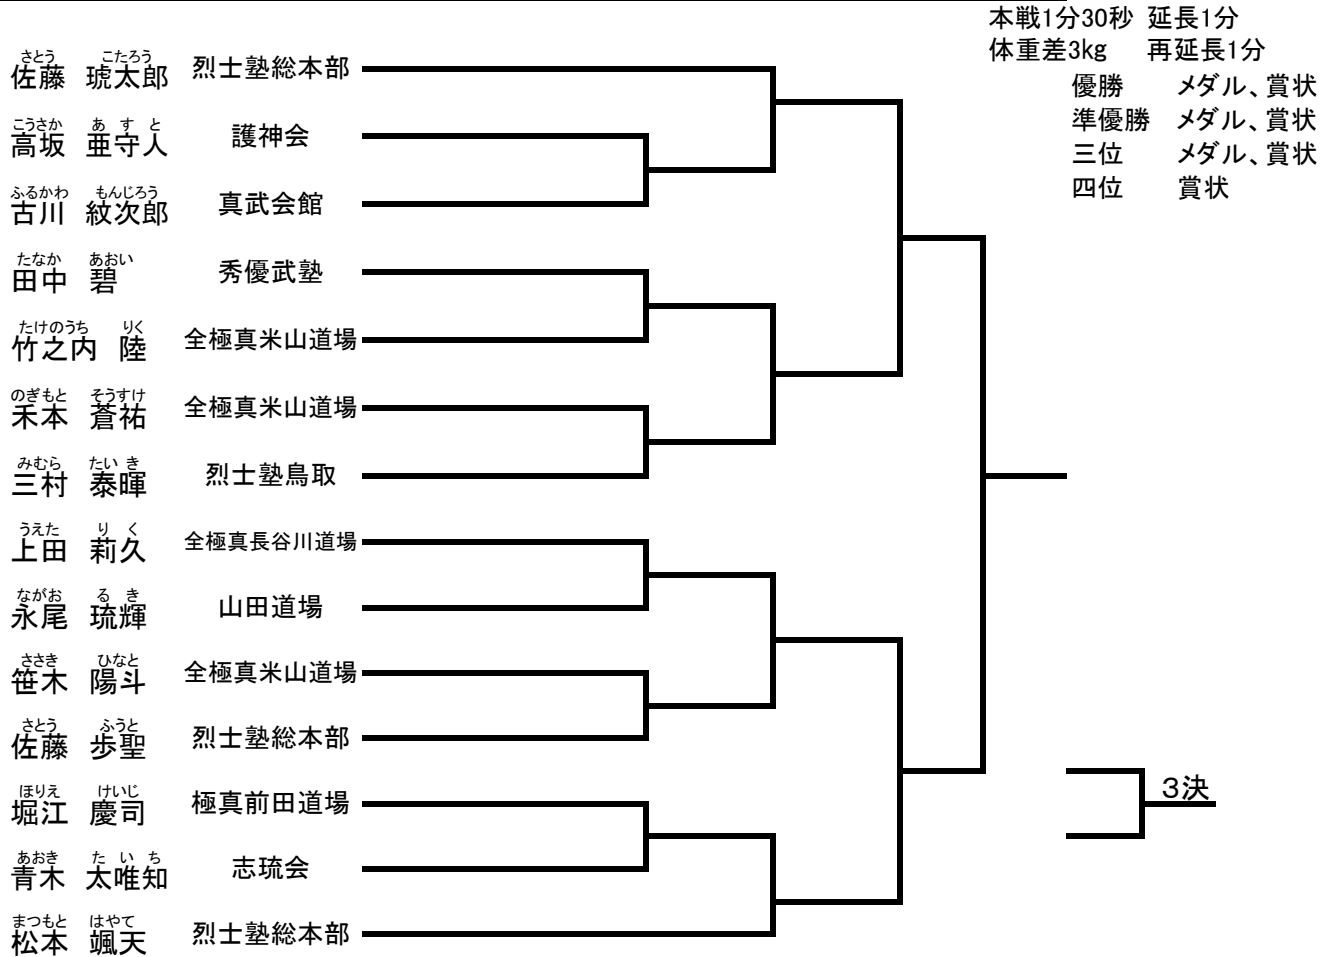 本戦1分30秒 延長1分
体重差3kg 再延長1分
優勝 メダル、賞状
準優勝 メダル、賞状
三位 メダル、賞状
四位 賞状
さとう こたろう
佐藤 琥太郎 烈士塾総本部
こうさか あすと
高坂 亜守人 護神会
ふるかわ もんじろう
古川 紋次郎 真武会館
たなか あおい
田中 碧 秀優武塾
たけのうち りく
竹之内 陸 全極真米山道場
のぎもと そうすけ
禾本 蒼祐 全極真米山道場
みむら たいき
三村 泰暉 烈士塾鳥取
うえた りく
上田 莉久 全極真長谷川道場
ながお るき
永尾 琉輝 山田道場
ささき ひなと
笹木 陽斗 全極真米山道場
さとう ふうと
佐藤 歩聖 烈士塾総本部
ほりえ けいじ
堀江 慶司 極真前田道場
３決
あおき たいち
青木 太唯知 志琉会
まつもと はやて
松本 颯天 烈士塾総本部